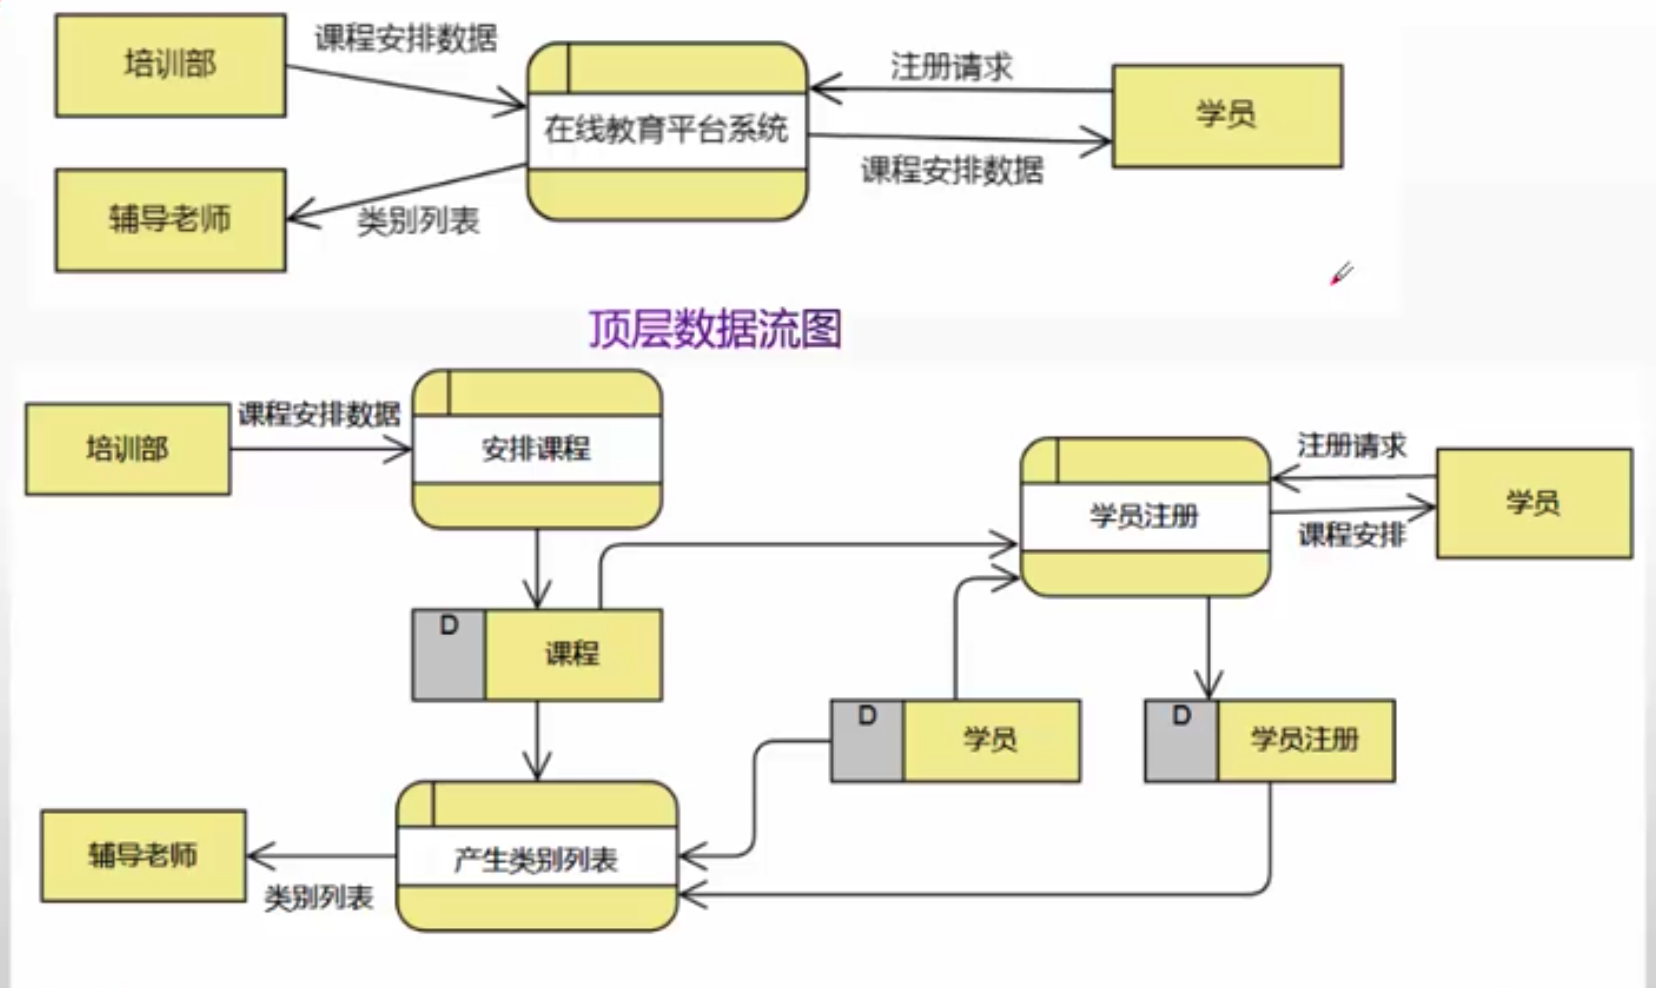 培训部
课程安排数据
在线教育平台系统
注册请求
学员
课程安排数据
辅导老师
类别列表
顶层数据流图
培训部
课程安排数据
安排课程
学员注册
注册请求
学员
课程安排
D
课程
D
学员
D
学员注册
辅导老师
类别列表
产生类别列表